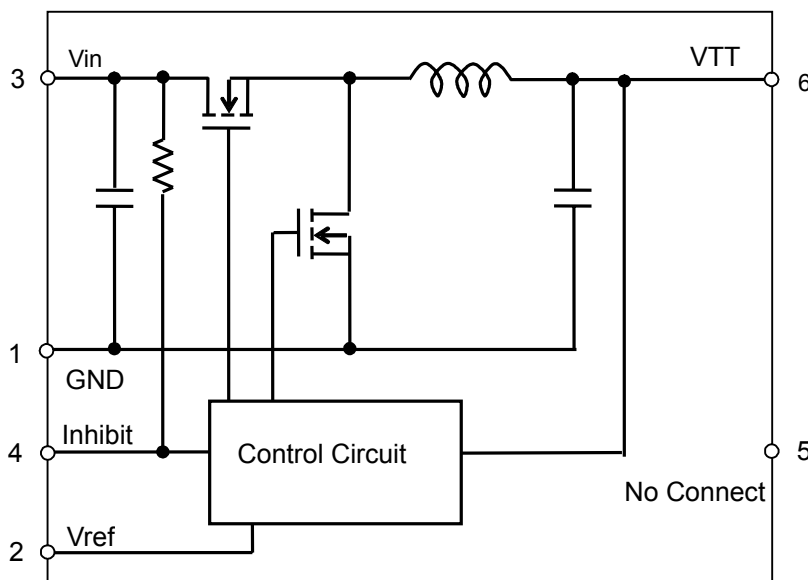 3 Vin VTT 6
1
GND
4 Inhibit Control Circuit 5
No Connect
2 Vref